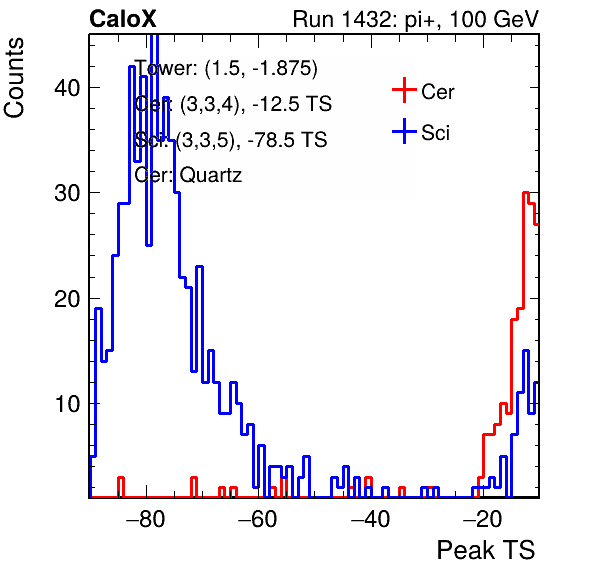 CaloX Run 1432: pi+, 100 GeV
Counts
Tower: (1.5, -1.875)
Cer: (3,3,4), -12.5 TS
Sci: (3,3,5), -78.5 TS
Cer: Quartz
Cer
Sci
40
30
20
10
−80 −60 −40 −20
Peak TS